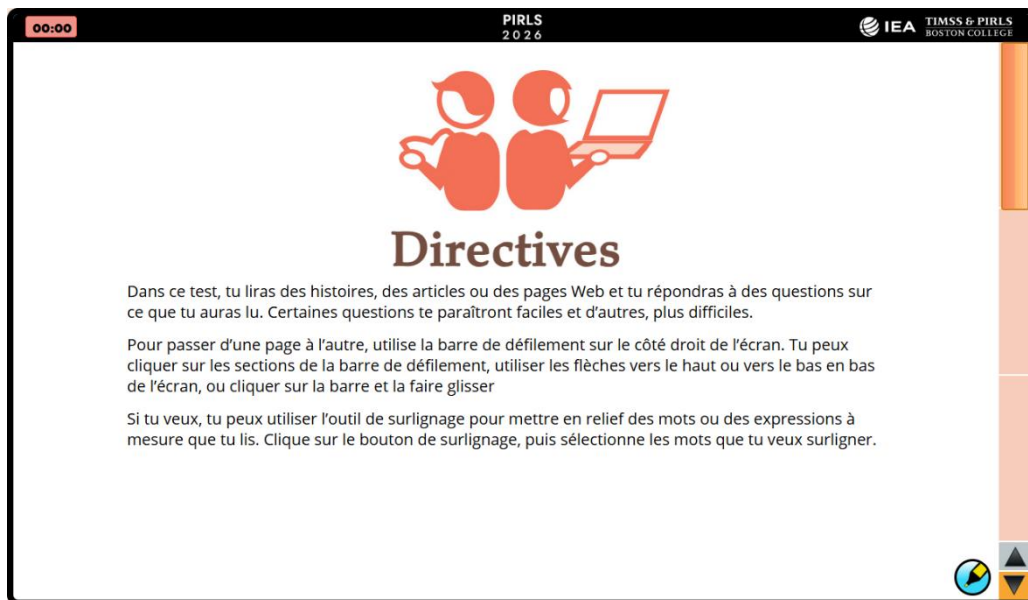 00:00
PIRLS
2026
IEA
TIMSS & PIRLS
BOSTON COLLEGE
Directives
Dans ce test, tu liras des histoires, des articles ou des pages Web et tu répondras à des questions sur
ce que tu auras lu. Certaines questions te paraîtront faciles et d’autres, plus difficiles.
Pour passer d’une page à l’autre, utilise la barre de défilement sur le côté droit de l’écran. Tu peux
cliquer sur les sections de la barre de défilement, utiliser les flèches vers le haut ou vers le bas en bas
de l’écran, ou cliquer sur la barre et la faire glisser
Si tu veux, tu peux utiliser l’outil de surlignage pour mettre en relief des mots ou des expressions à
mesure que tu lis. Clique sur le bouton de surlignage, puis sélectionne les mots que tu veux surligner.